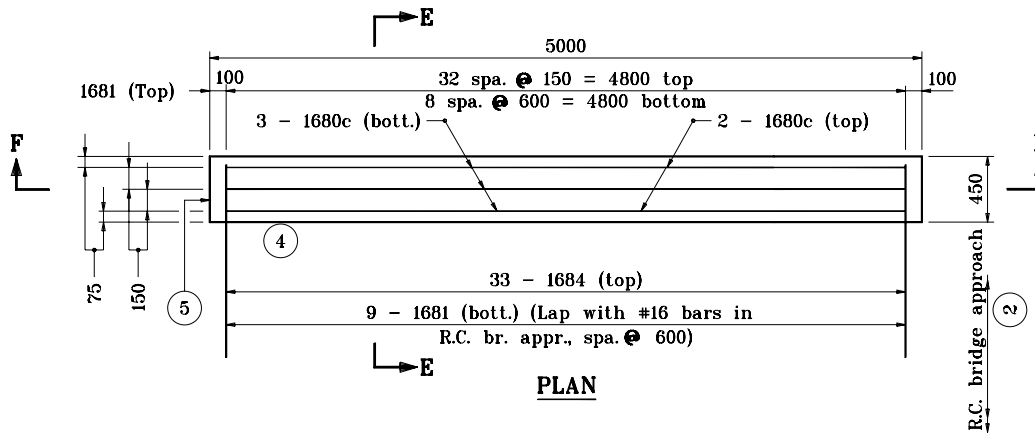 E
5000
100
32 spa. @ 150 = 4800 top
100
1681 (Top)
8 spa. @ 600 = 4800 bottom
3 - 1680c (bott.)
2 - 1680c (top)
F
450
4
33 - 1684 (top)
75
150
5
9 - 1681 (bott.) (Lap with #16 bars in
R.C. br. appr., spa. @ 600)
R.C. bridge approach
2
E
PLAN